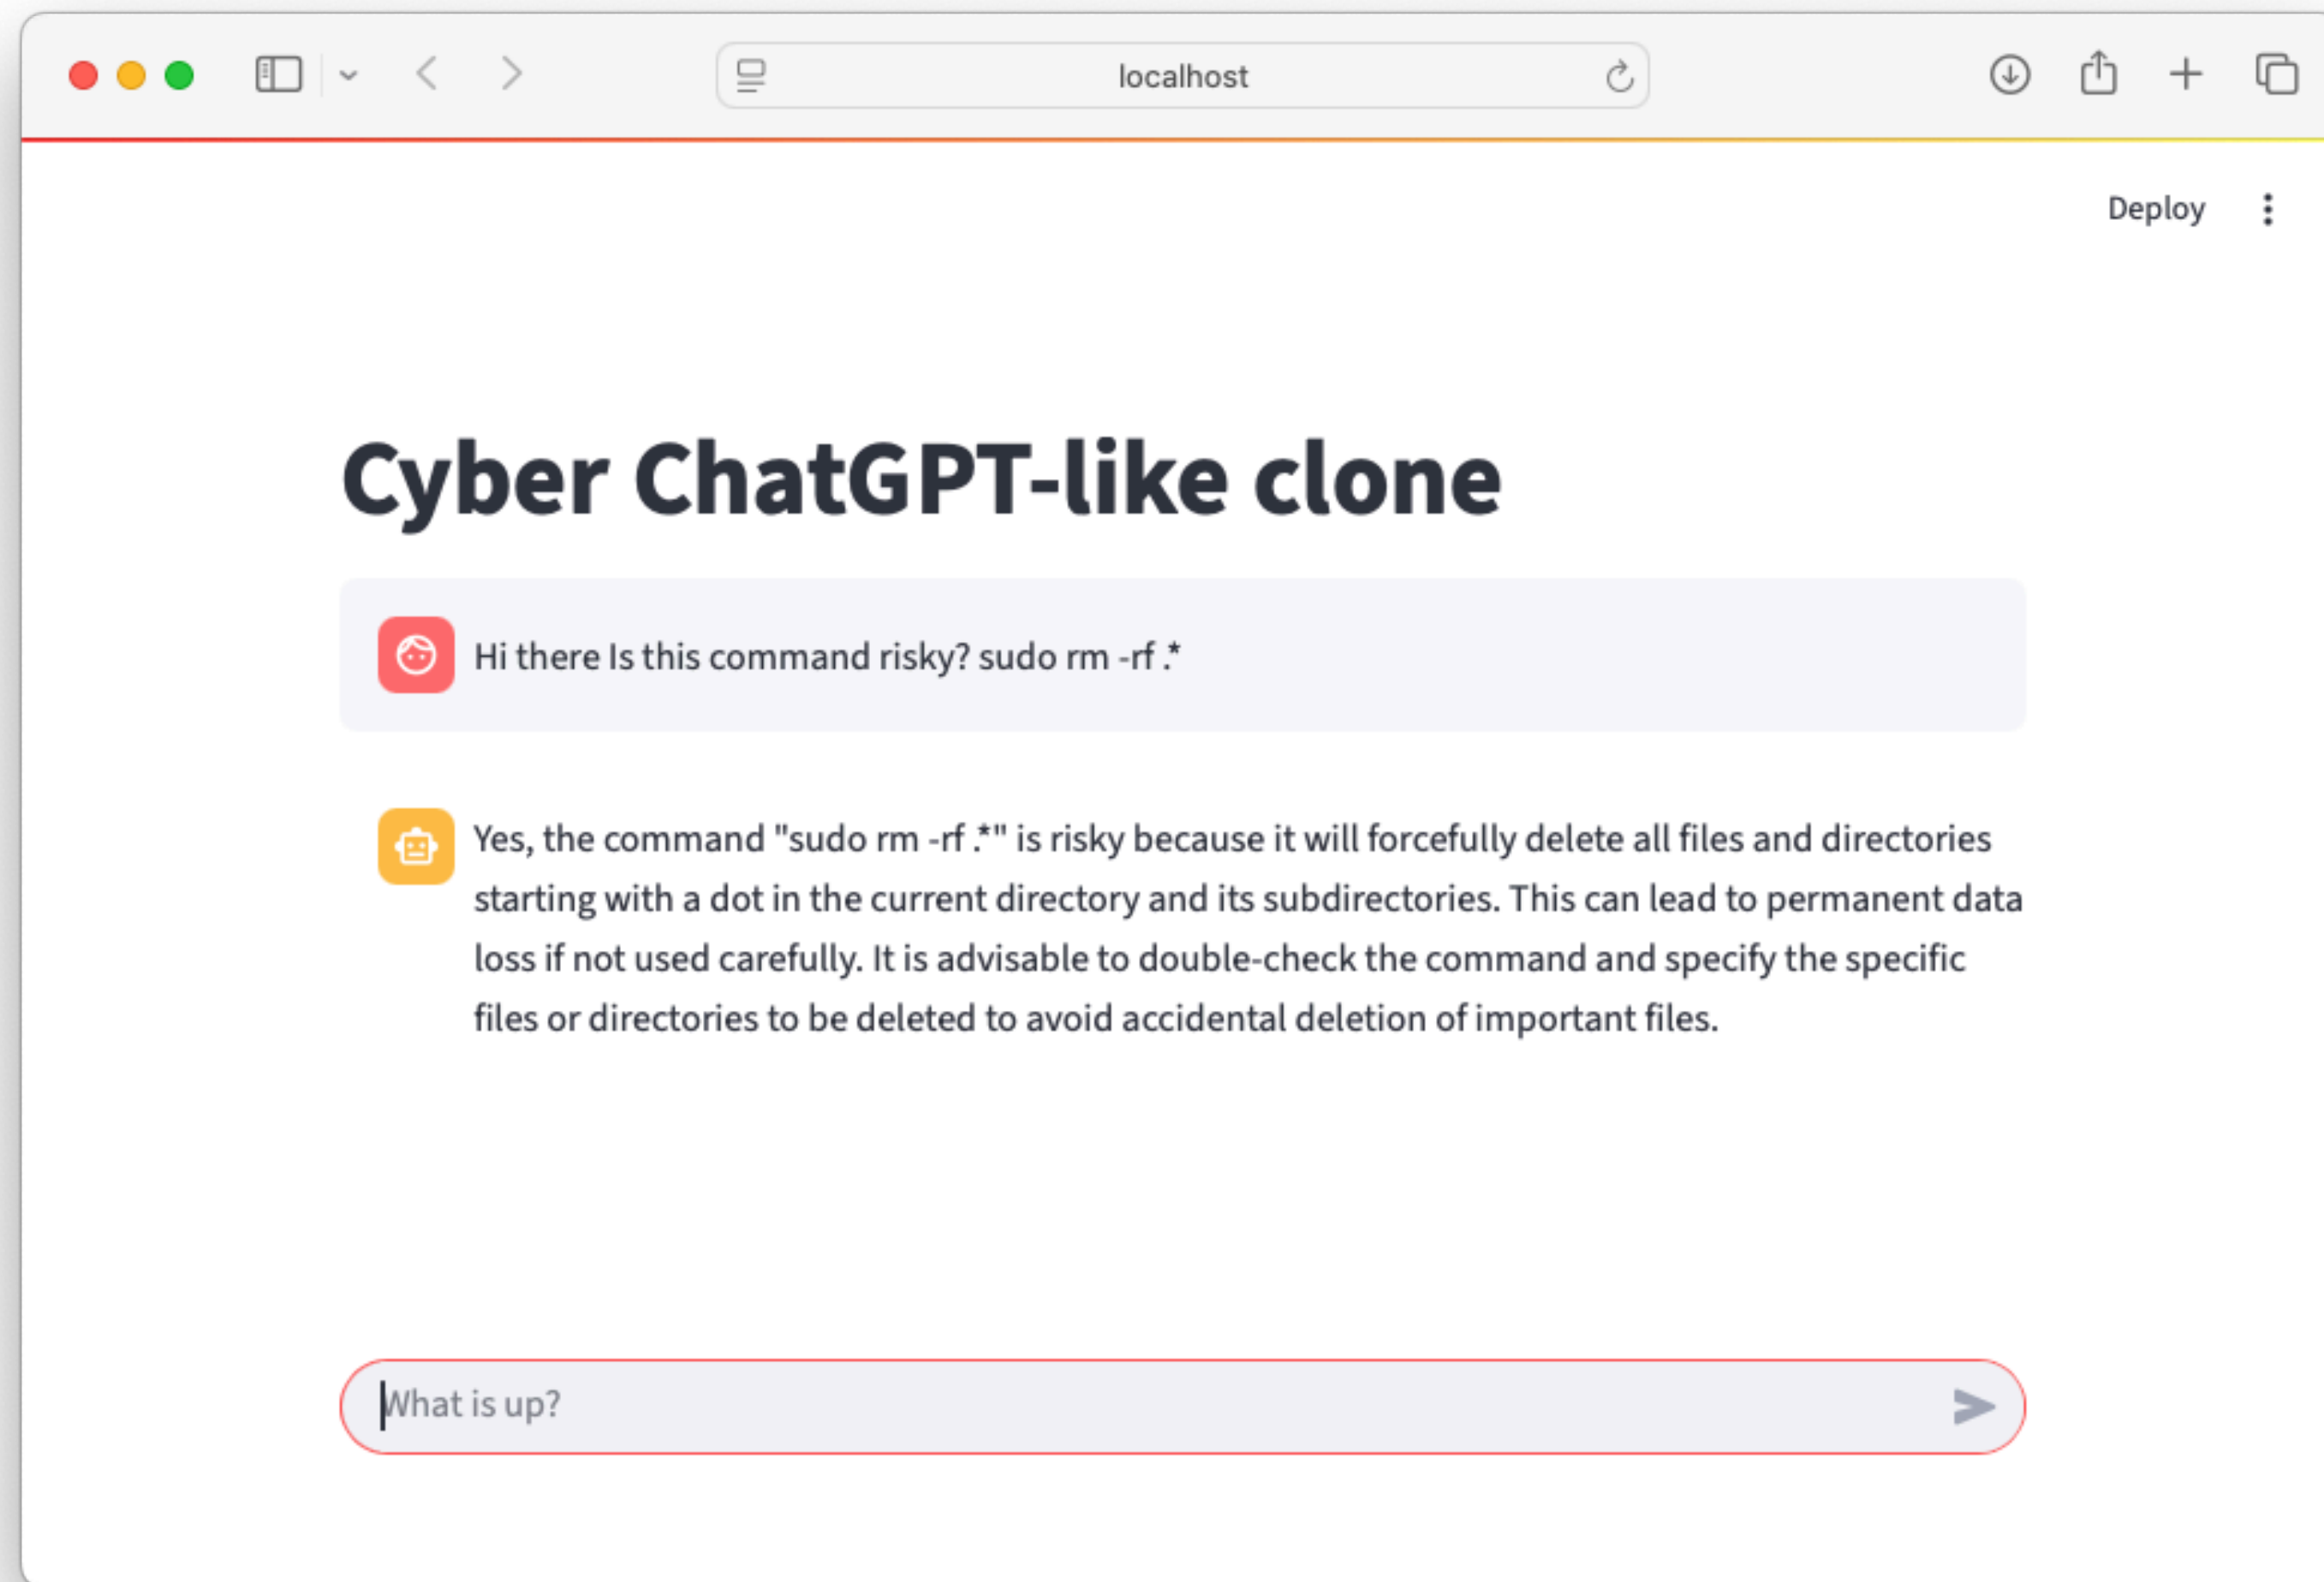 localhost
Deploy
Cyber ChatGPT-like clone
Hi there Is this command risky? sudo rm -rf .*
Yes, the command "sudo rm -rf .*" is risky because it will forcefully delete all files and directories
starting with a dot in the current directory and its subdirectories. This can lead to permanent data
loss if not used carefully. It is advisable to double-check the command and specify the specific
files or directories to be deleted to avoid accidental deletion of important files.
What is up?